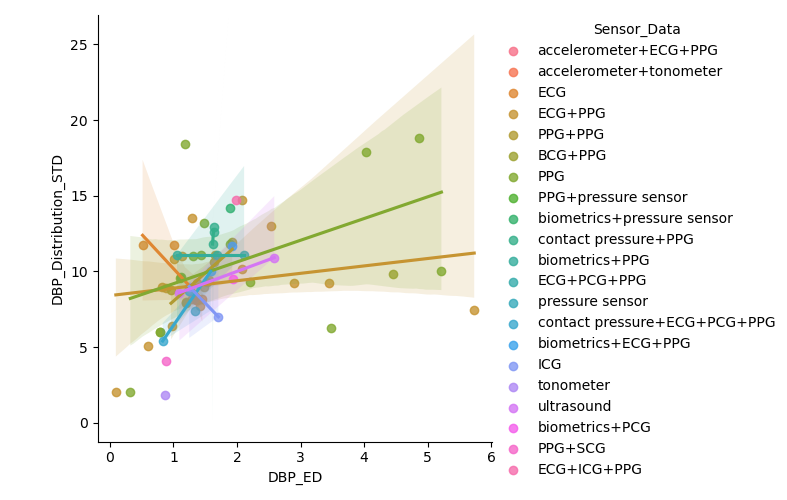 Sensor_Data
accelerometer+ECG+PPG
accelerometer+tonometer
ECG
ECG+PPG
PPG+PPG
BCG+PPG
PPG
PPG+pressure sensor
biometrics+pressure sensor
contact pressure+PPG
biometrics+PPG
ECG+PCG+PPG
pressure sensor
contact pressure+ECG+PCG+PPG
biometrics+ECG+PPG
ICG
tonometer
ultrasound
biometrics+PCG
PPG+SCG
ECG+ICG+PPG
DBP_Distribution_STD
25
20
15
10
5
0
0 1 2 3 4 5 6
DBP_ED